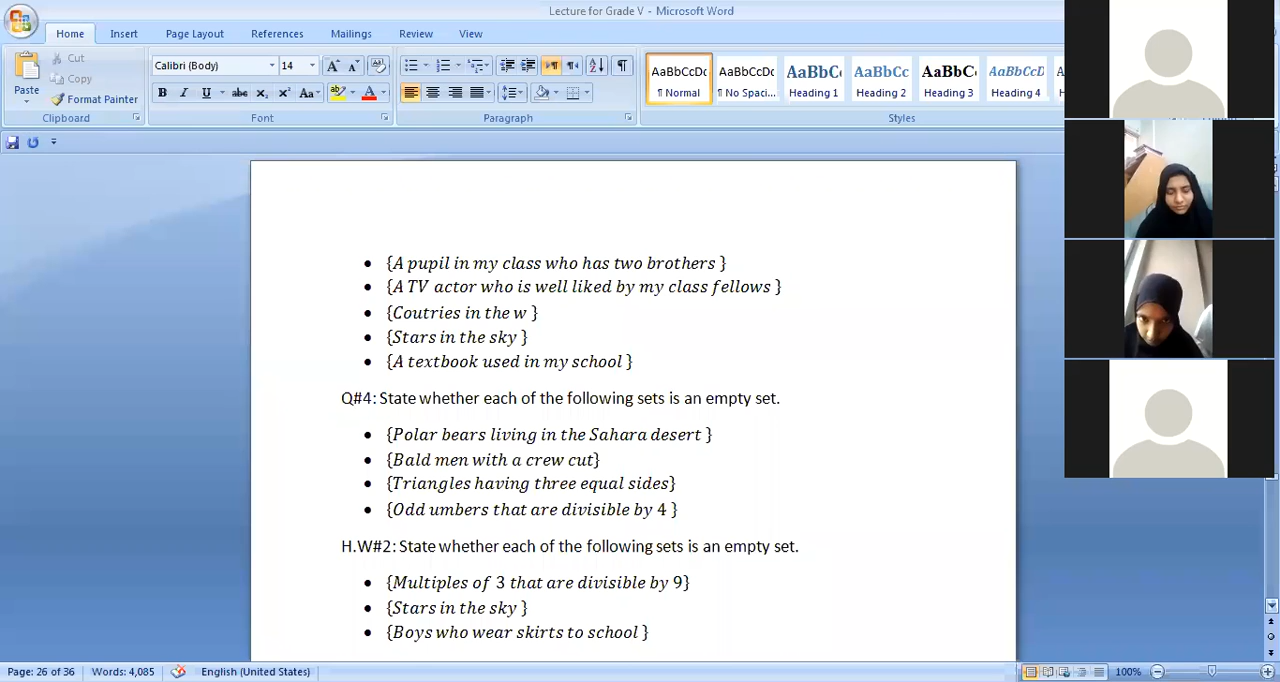 Lecture for Grade V - Microsoft Word
Home Insert Page Layout References Mailings Review View
Paste
Cut
Copy
Format Painter
Clipboard
Calibri (Body) 14
Font
Paragraph
AaBbCcDc AaBbCcDc AaBbC AaBbCc AaBbCc AaBbCcD
¶ Normal ¶ No Spaci... Heading 1 Heading 2 Heading 3 Heading 4
Styles
• {A pupil in my class who has two brothers }
• {A TV actor who is well liked by my class fellows }
• {Coutries in the w }
• {Stars in the sky }
• {A textbook used in my school }
Q#4: State whether each of the following sets is an empty set.
• {Polar bears living in the Sahara desert }
• {Bald men with a crew cut}
• {Triangles having three equal sides}
• {Odd umbers that are divisible by 4 }
H.W#2: State whether each of the following sets is an empty set.
• {Multiples of 3 that are divisible by 9}
• {Stars in the sky }
• {Boys who wear skirts to school }
Page: 26 of 36 Words: 4,085 English (United States) 100%